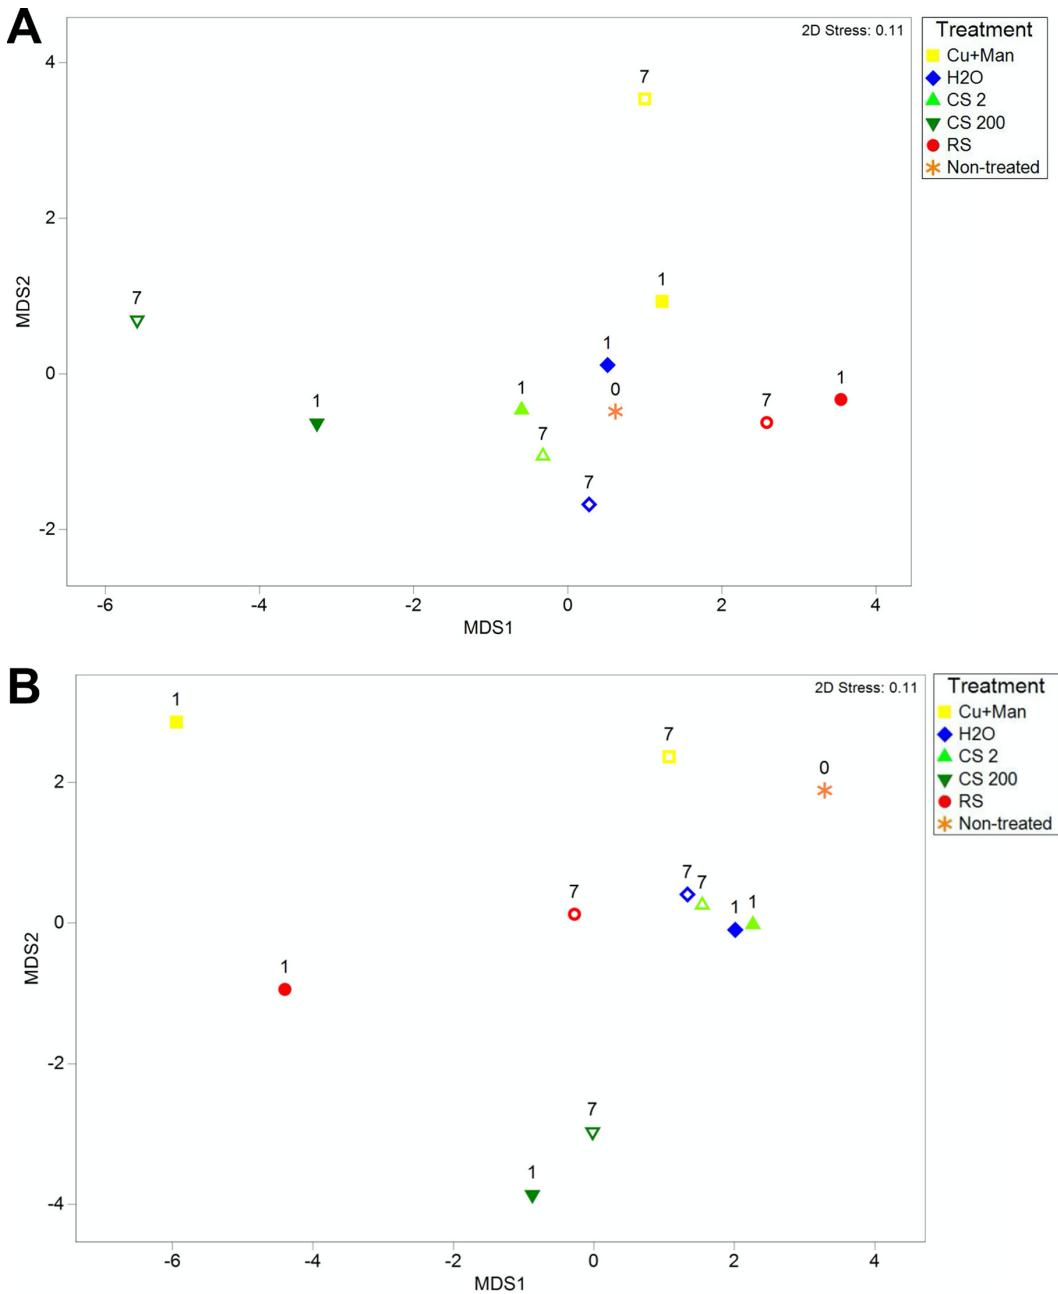 A
2D Stress: 0.11
Treatment
Cu+Man
H2O
CS 2
CS 200
RS
Non-treated
4
2
0
-2
MDS2
7
1
7
1
1
0
1
7
1
7
7
-6
-4
-2
0
2
4
MDS1
B
2D Stress: 0.11
Treatment
Cu+Man
H2O
CS 2
CS 200
RS
Non-treated
2
0
-2
-4
MDS2
1
7
0
7
7
7
1
1
1
7
1
-6
-4
-2
0
2
4
MDS1